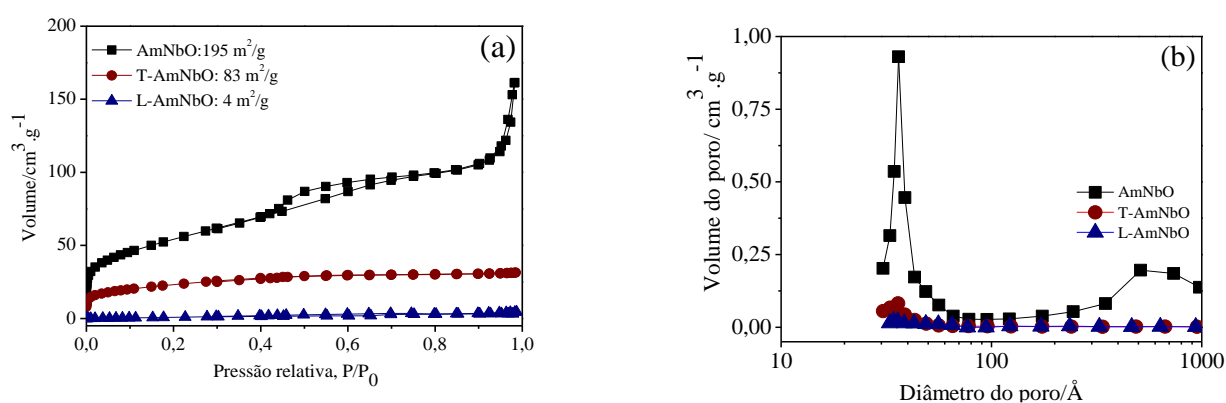 (a)
AmNbO:195 m²/g
T-AmNbO: 83 m²/g
L-AmNbO: 4 m²/g
200
150
100
50
0
0,0 0,2 0,4 0,6 0,8 1,0
Volume/cm³.g⁻¹
Pressão relativa, P/P₀
(b)
AmNbO
T-AmNbO
L-AmNbO
1,00
0,75
0,50
0,25
0,00
10 100 1000
Volume do poro/ cm³.g⁻¹
Diâmetro do poro/Å